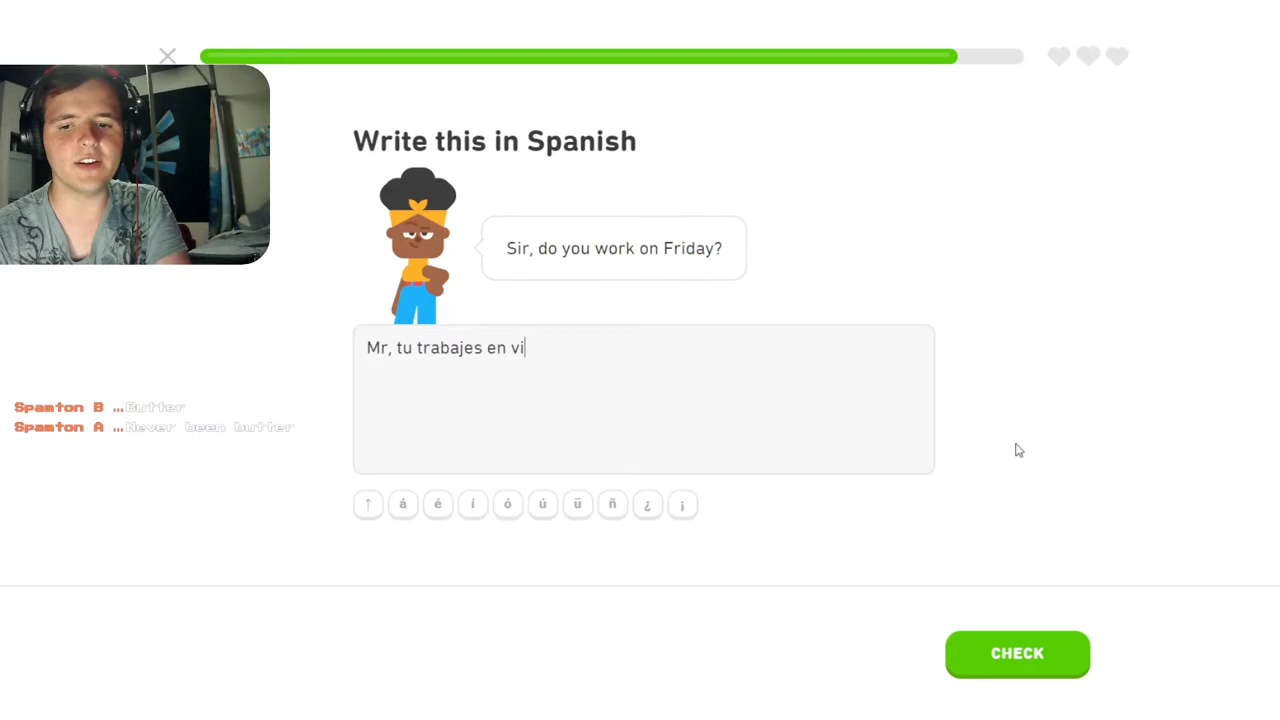 Write this in Spanish
Sir, do you work on Friday?
Mr, tu trabajes en vi
Spamton B ...Butter
Spamton A ...Never been butter
↑ á é í ó ú ü ñ ¿ ¡
CHECK